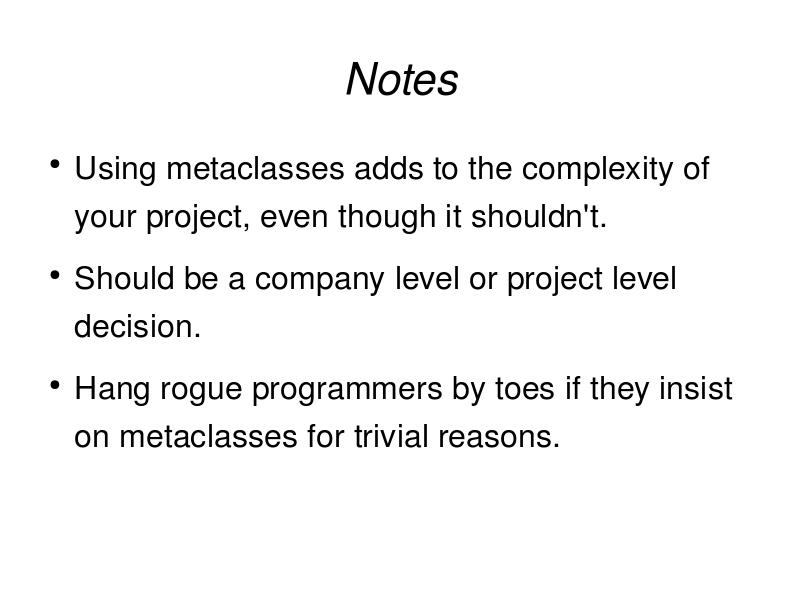 Notes
• Using metaclasses adds to the complexity of
your project, even though it shouldn't.
• Should be a company level or project level
decision.
• Hang rogue programmers by toes if they insist
on metaclasses for trivial reasons.